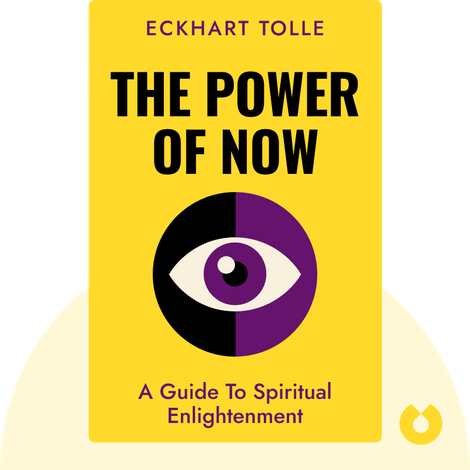 ECKHART TOLLE
THE POWER
OF NOW
A Guide To Spiritual
Enlightenment